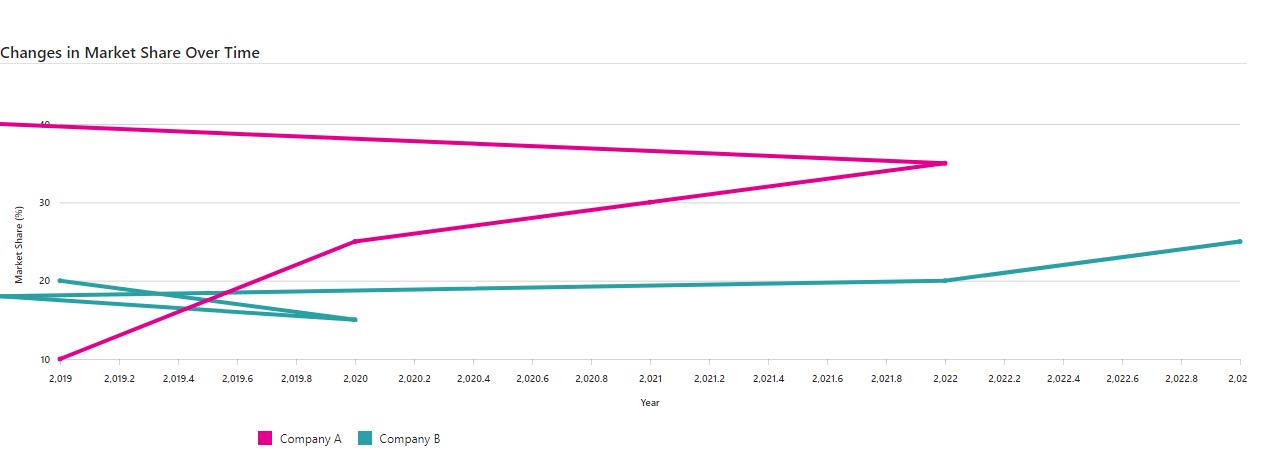 Changes in Market Share Over Time
40
30
20
10
Market Share (%)
2,019 2,019.2 2,019.4 2,019.6 2,019.8 2,020 2,020.2 2,020.4 2,020.6 2,020.8 2,021 2,021.2 2,021.4 2,021.6 2,021.8 2,022 2,022.2 2,022.4 2,022.6 2,022.8 2,02
Year
Company A Company B